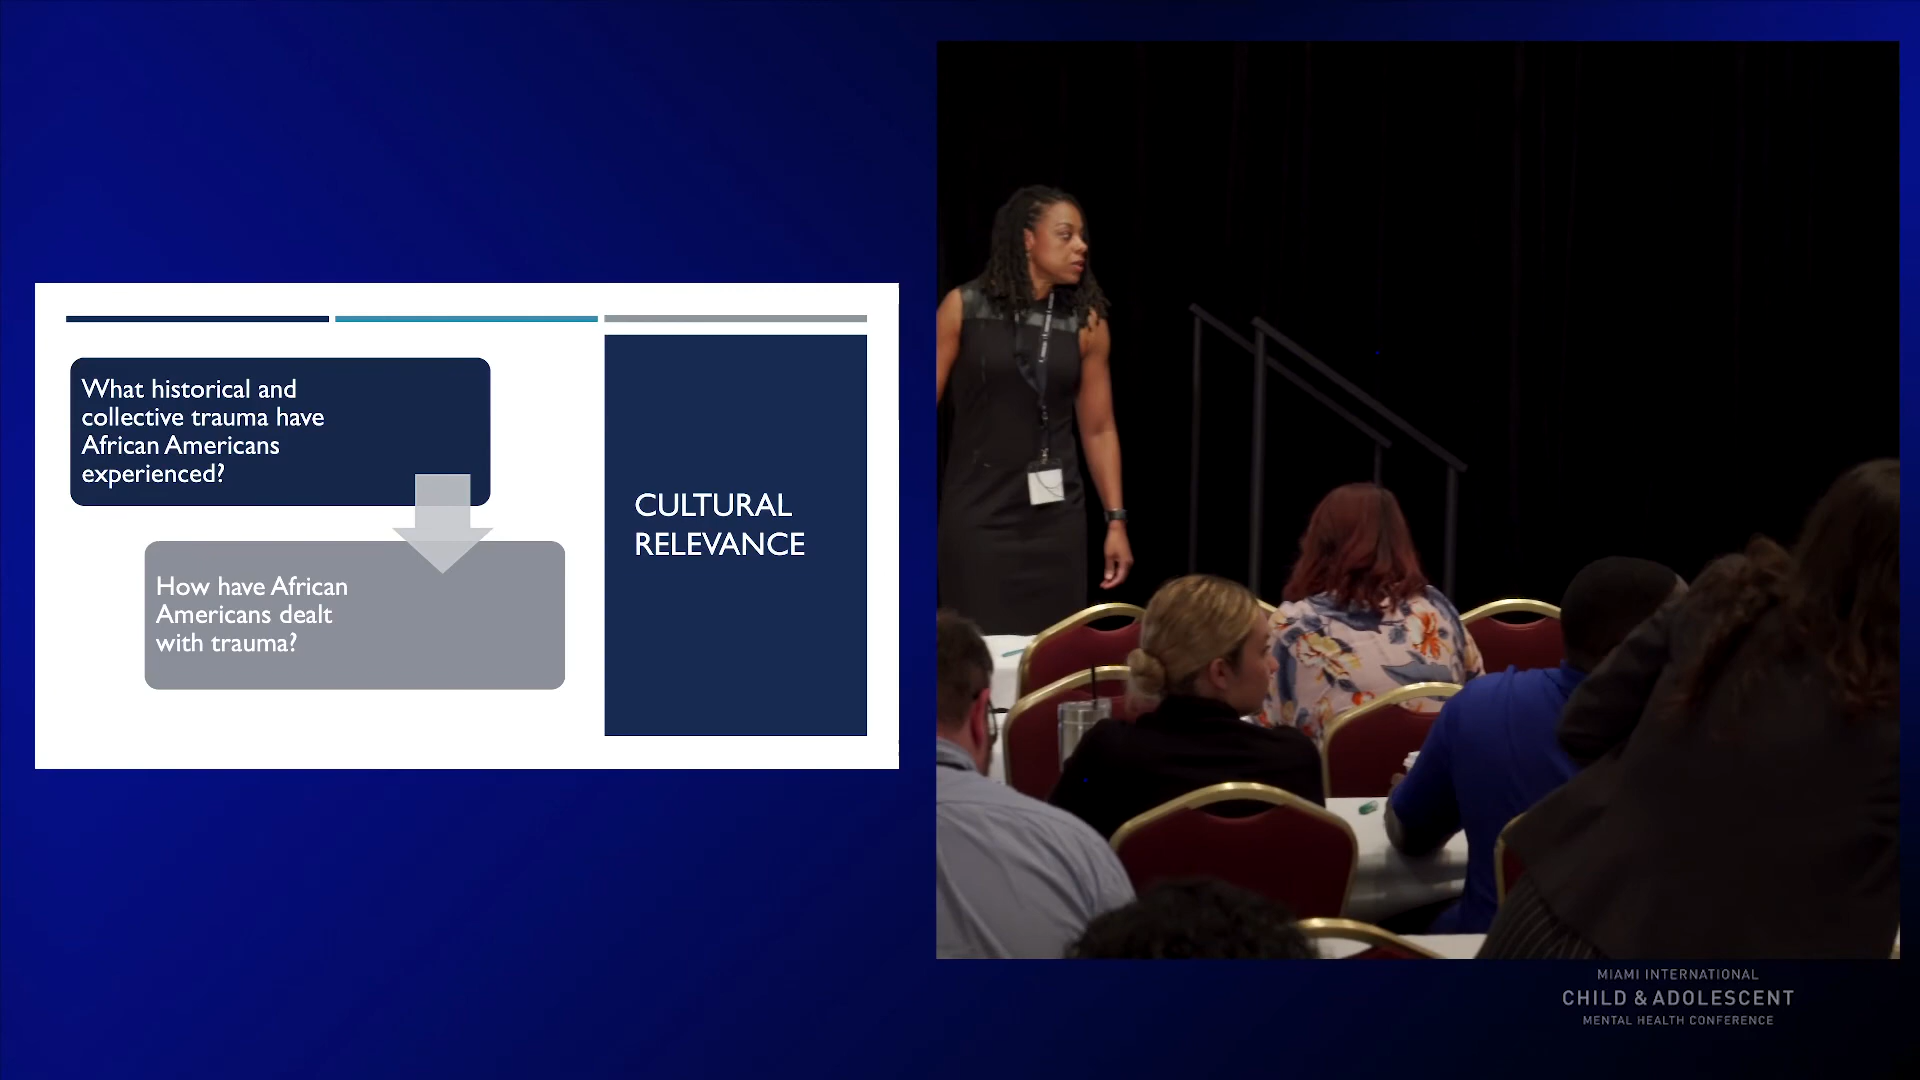 What historical and
collective trauma have
African Americans
experienced?
How have African
Americans dealt
with trauma?
CULTURAL
RELEVANCE
MIAMI INTERNATIONAL
CHILD & ADOLESCENT
MENTAL HEALTH CONFERENCE